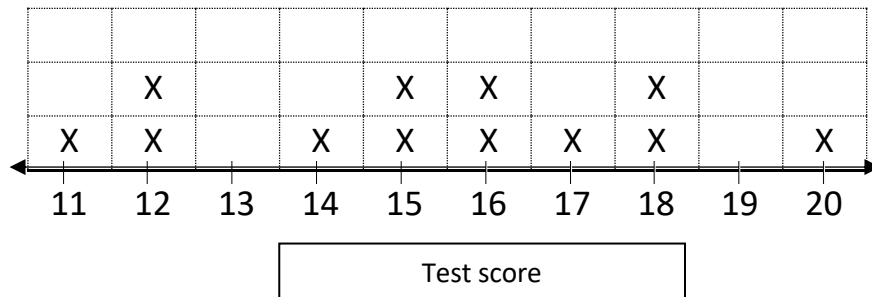 X X X X
X X X X X X X X
11 12 13 14 15 16 17 18 19 20
Test score